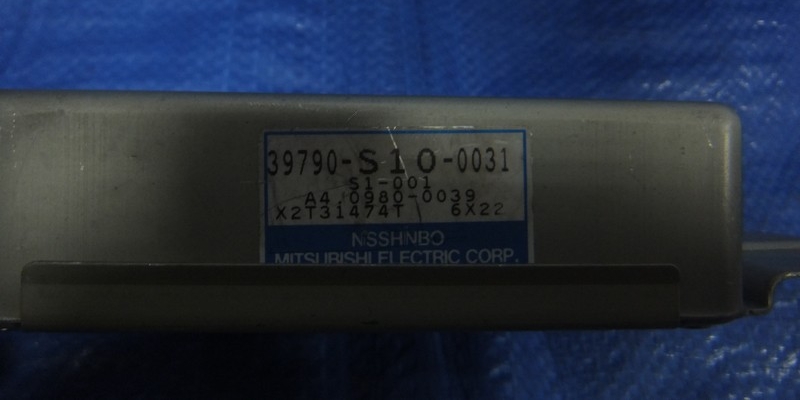 39790-S10-0031
S1-001
A4.0980-0039
X2T31474T 6X22
NISSHINBO
MITSUBISHI ELECTRIC CORP.